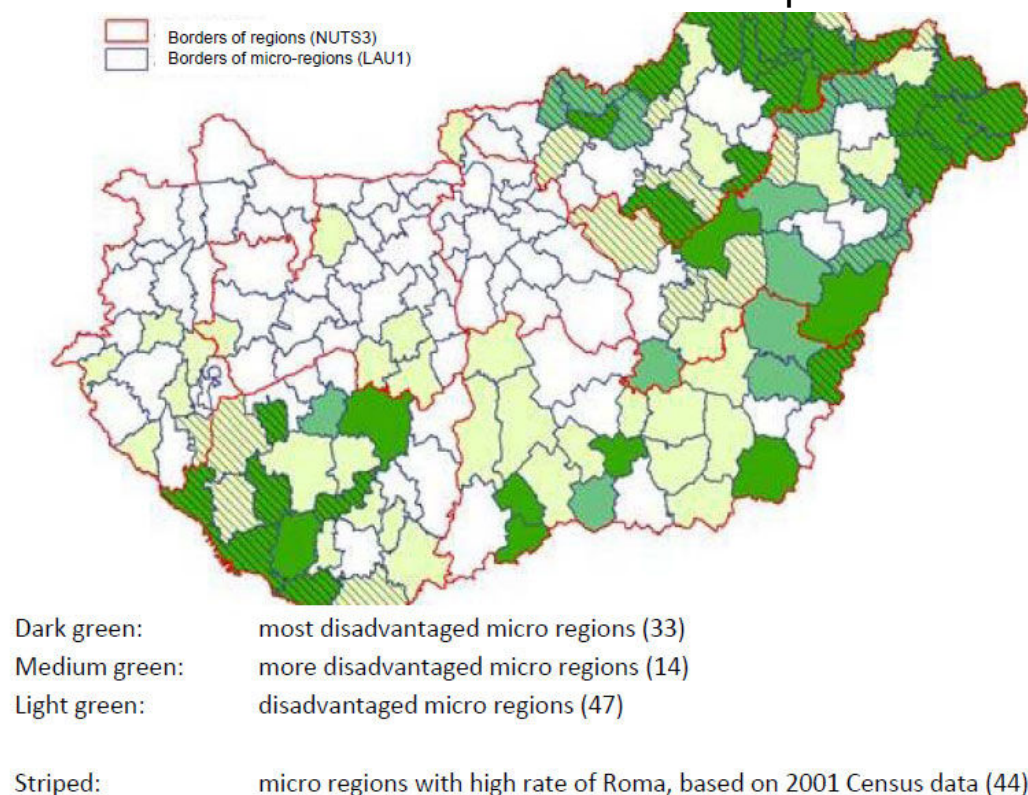 Borders of regions (NUTS3)
Borders of micro-regions (LAU1)
Dark green: most disadvantaged micro regions (33)
Medium green: more disadvantaged micro regions (14)
Light green: disadvantaged micro regions (47)
Striped: micro regions with high rate of Roma, based on 2001 Census data (44)